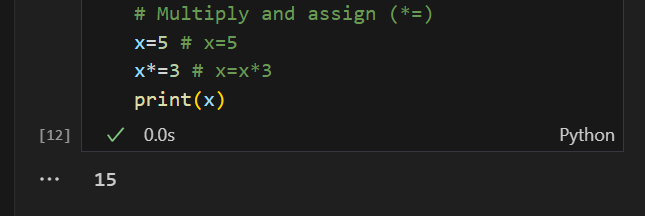 # Multiply and assign (*=)
x=5 # x=5
x*=3 # x=x*3
print(x)
[12] ✓ 0.0s Python
... 15